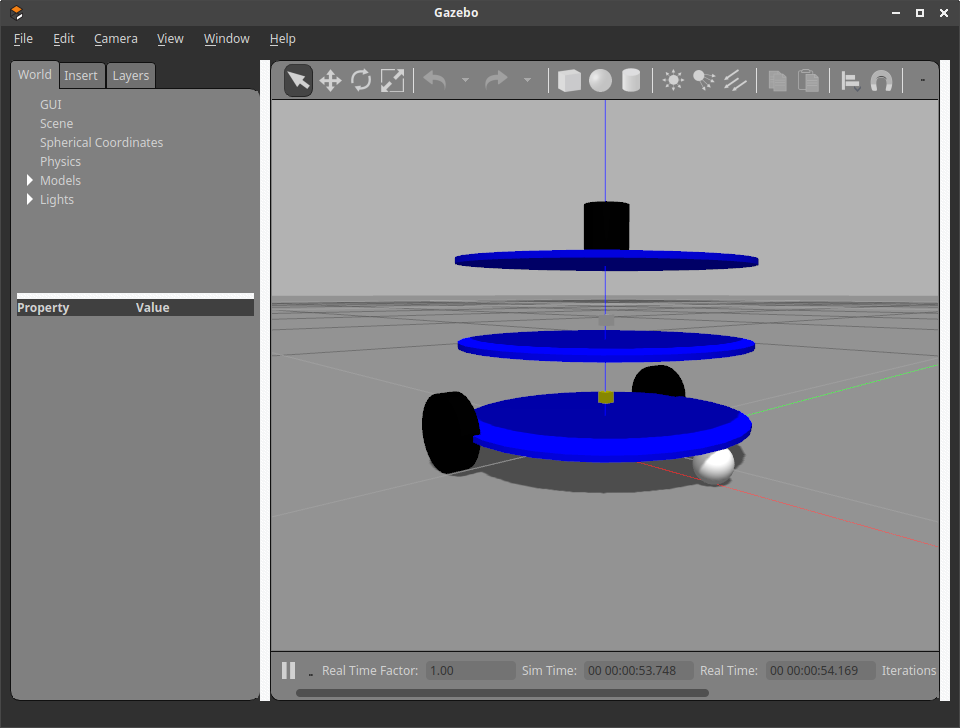 Gazebo
File Edit Camera View Window Help
World Insert Layers
GUI
Scene
Spherical Coordinates
Physics
Models
Lights
Property Value
Real Time Factor: 1.00 Sim Time: 00 00:00:53.748 Real Time: 00 00:00:54.169 Iterations